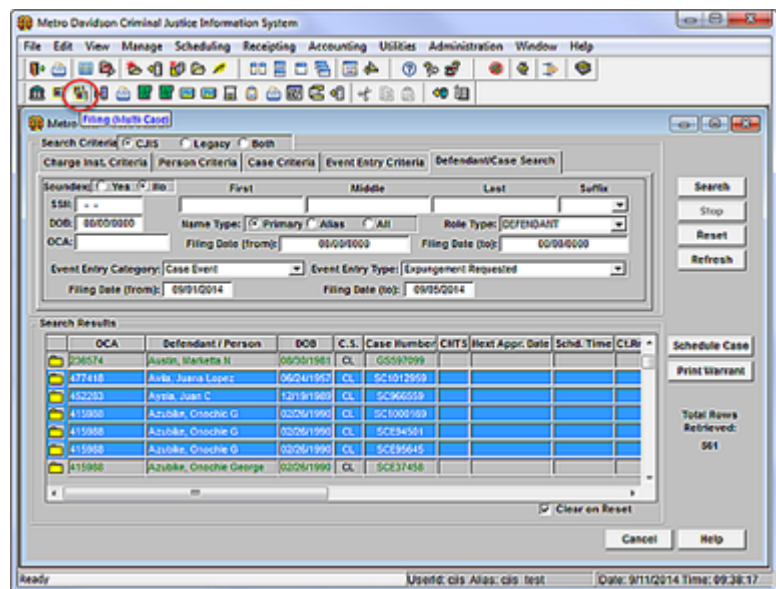 Metro Davidson Criminal Justice Information System
File Edit View Manage Scheduling Receipting Accounting Utilities Administration Window Help
Filing (Multi Case)
Metro
Search Criteria CJIS Legacy Both
Charge Inst. Criteria Person Criteria Case Criteria Event Entry Criteria Defendant/Case Search
Soundex: Yes No First Middle Last Suffix
SSN: - -
DOB: 00/00/0000 Name Type: Primary Alias All Role Type: DEFENDANT
OCA: Filing Date (from): 00/00/0000 Filing Date (to): 00/00/0000
Event Entry Category: Case Event Event Entry Type: Expungement Requested
Filing Date (from): 09/01/2014 Filing Date (to): 09/05/2014
Search
Stop
Reset
Refresh
Search Results
OCA Defendant / Person DOB C.S. Case Number CNTS Next Appr. Date Schd. Time Ct.Rr
236574 Austin, Marketta N 08/30/1981 CL GS597099
477418 Avila, Juana Lopez 06/24/1957 CL SC1012959
452283 Ayala, Juan C 12/19/1989 CL SC966559
415988 Azubike, Onochie G 02/26/1990 CL SC1000169
415988 Azubike, Onochie G 02/26/1990 CL SCE94501
415988 Azubike, Onochie G 02/26/1990 CL SCE95645
415988 Azubike, Onochie George 02/26/1990 CL SCE37458
Schedule Case
Print Warrant
Total Rows
Retrieved:
561
Clear on Reset
Cancel Help
Ready UserId: cjis Alias: cjis_test Date: 9/11/2014 Time: 09:38:17